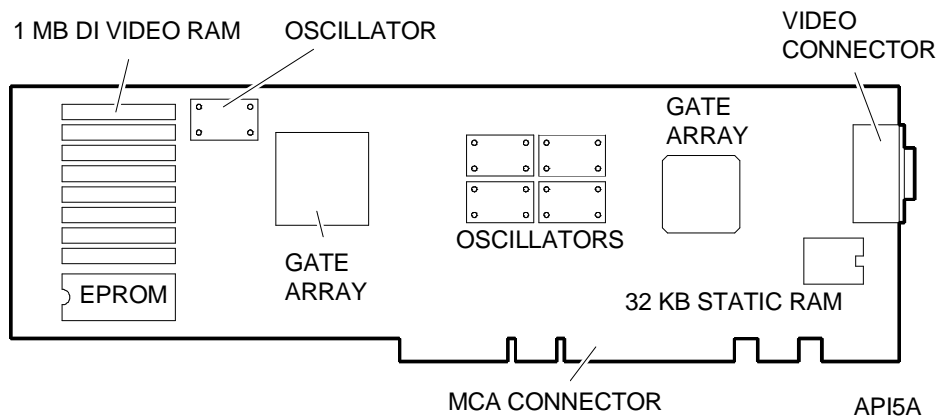 1 MB DI VIDEO RAM
OSCILLATOR
VIDEO
CONNECTOR
GATE
ARRAY
OSCILLATORS
GATE
ARRAY
EPROM
32 KB STATIC RAM
MCA CONNECTOR
API5A